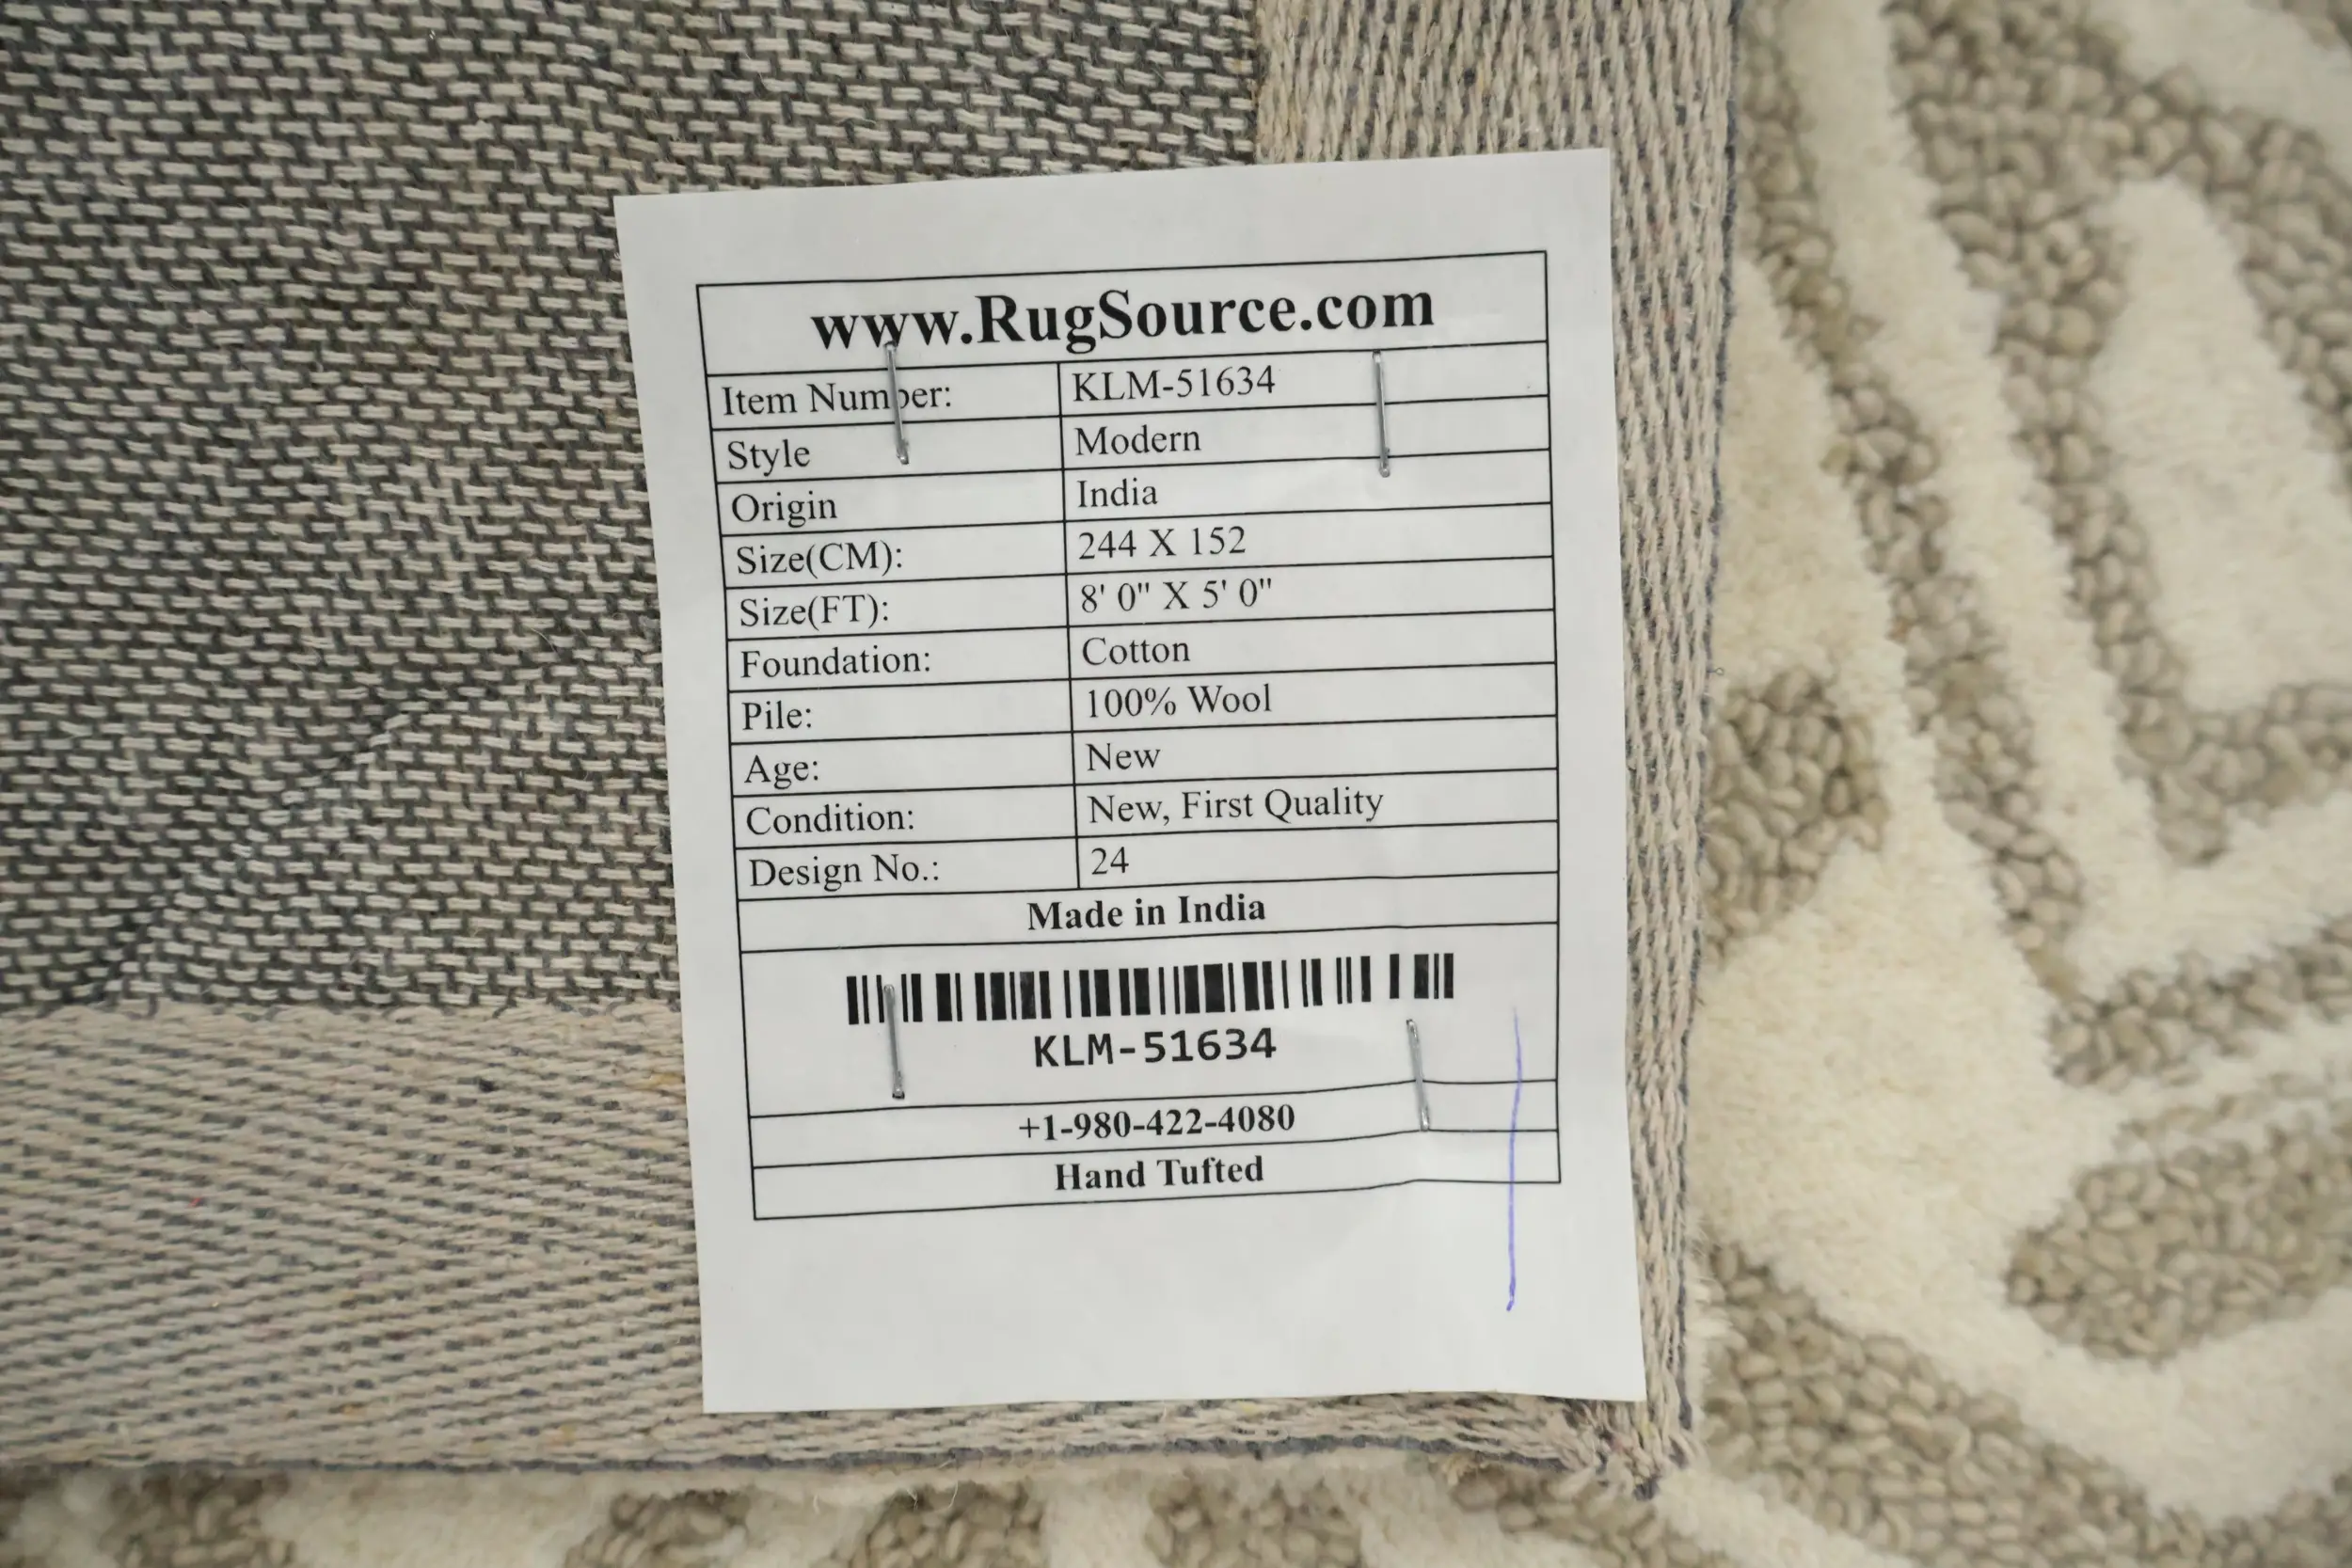 www.RugSource.com
Item Number: KLM-51634
Style Modern
Origin India
Size(CM): 244 X 152
Size(FT): 8' 0" X 5' 0"
Foundation: Cotton
Pile: 100% Wool
Age: New
Condition: New, First Quality
Design No.: 24
Made in India
KLM-51634
+1-980-422-4080
Hand Tufted